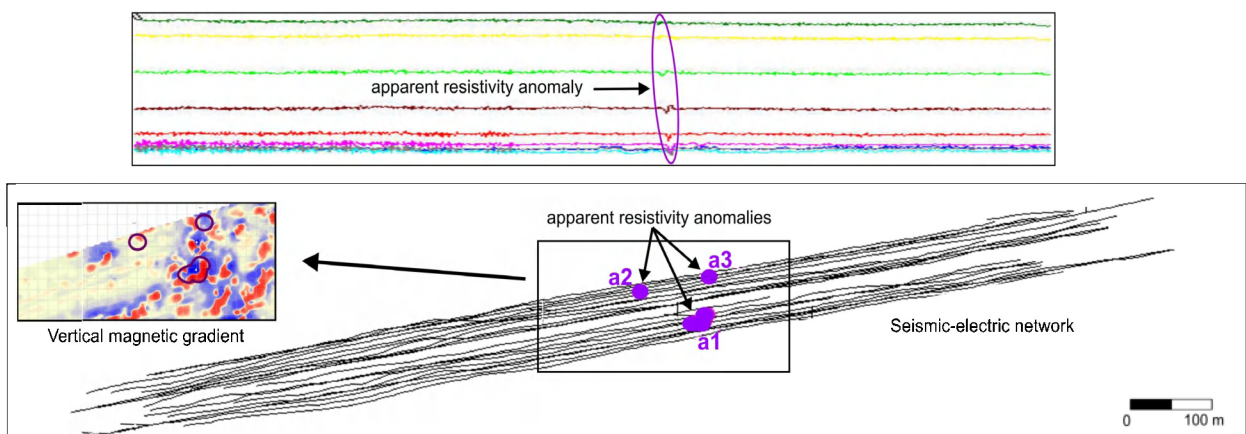 apparent resistivity anomaly
apparent resistivity anomalies
a3
a2
a1
Vertical magnetic gradient
Seismic-electric network
0 100 m